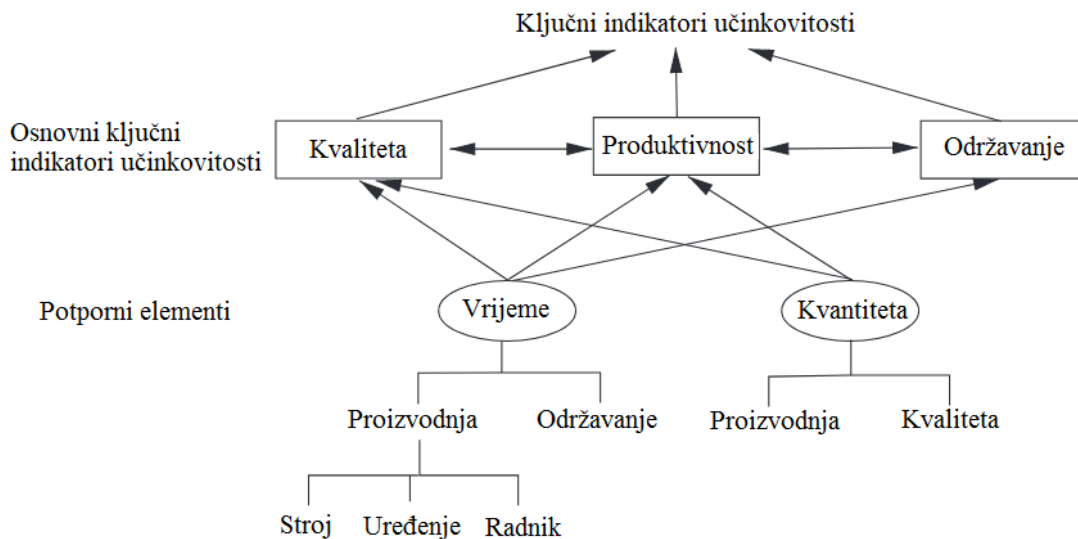 Ključni indikatori učinkovitosti
Osnovni ključni
indikatori učinkovitosti
Kvaliteta
Produktivnost
Održavanje
Potporni elementi
Vrijeme
Kvantiteta
Proizvodnja
Održavanje
Proizvodnja
Kvaliteta
Stroj
Uređenje
Radnik